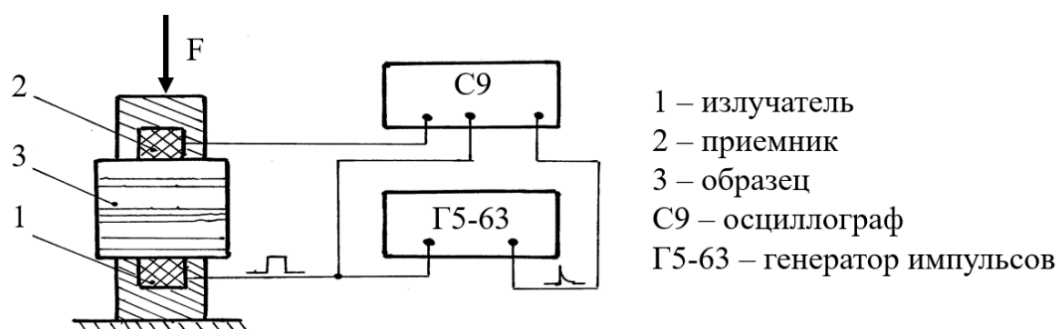 F
2
3
1
С9
Г5-63
1 – излучатель
2 – приемник
3 – образец
С9 – осциллограф
Г5-63 – генератор импульсов